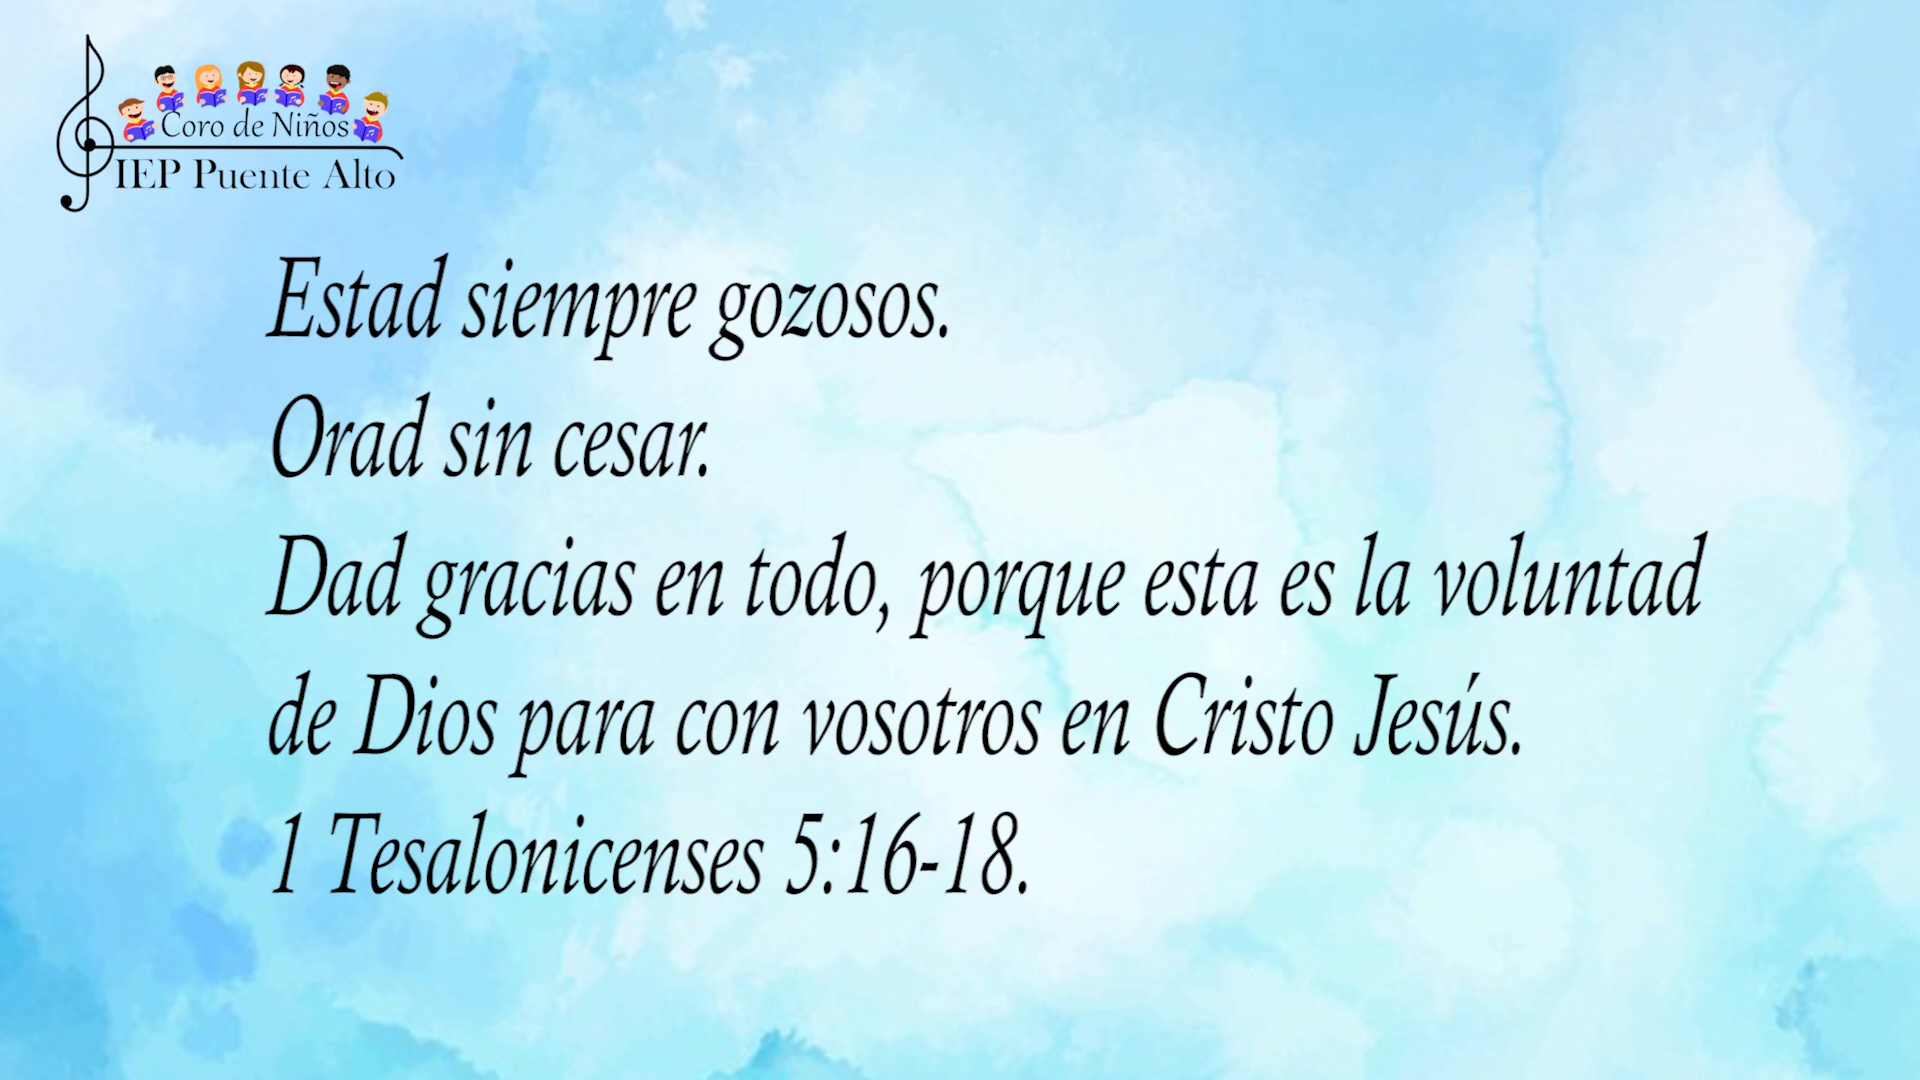 Coro de Niños
IEP Puente Alto
Estad siempre gozosos.
Orad sin cesar.
Dad gracias en todo, porque esta es la voluntad
de Dios para con vosotros en Cristo Jesús.
1 Tesalonicenses 5:16-18.